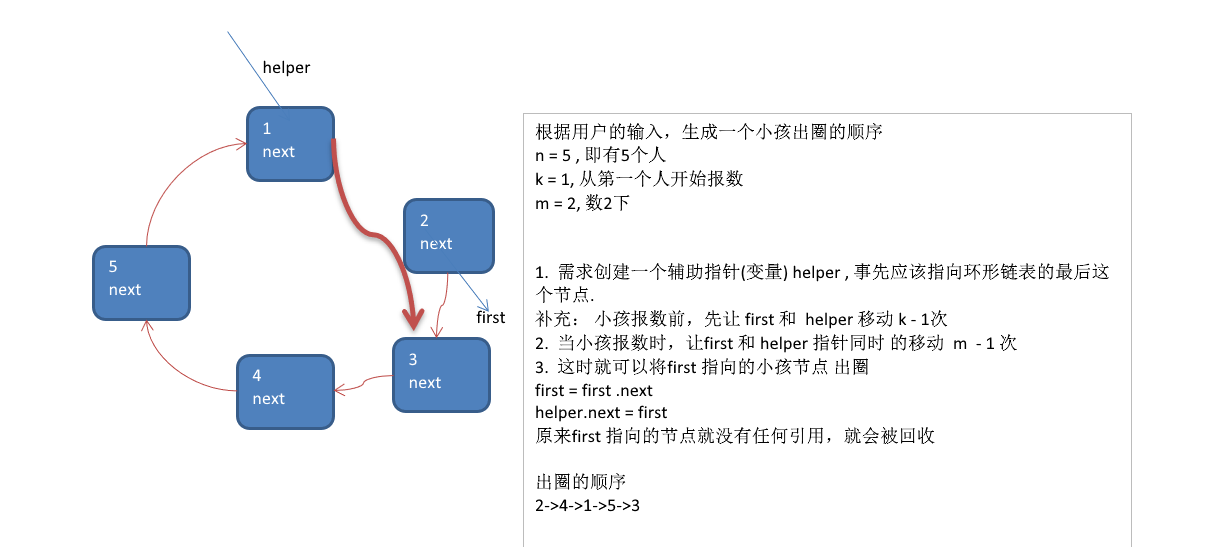 helper
1
next
2
next
first
3
next
4
next
5
next
根据用户的输入，生成一个小孩出圈的顺序
n = 5 , 即有5个人
k = 1, 从第一个人开始报数
m = 2, 数2下
1. 需求创建一个辅助指针(变量) helper , 事先应该指向环形链表的最后这
个节点.
补充： 小孩报数前，先让 first 和 helper 移动 k - 1次
2. 当小孩报数时，让first 和 helper 指针同时 的移动 m - 1 次
3. 这时就可以将first 指向的小孩节点 出圈
first = first .next
helper.next = first
原来first 指向的节点就没有任何引用，就会被回收
出圈的顺序
2->4->1->5->3